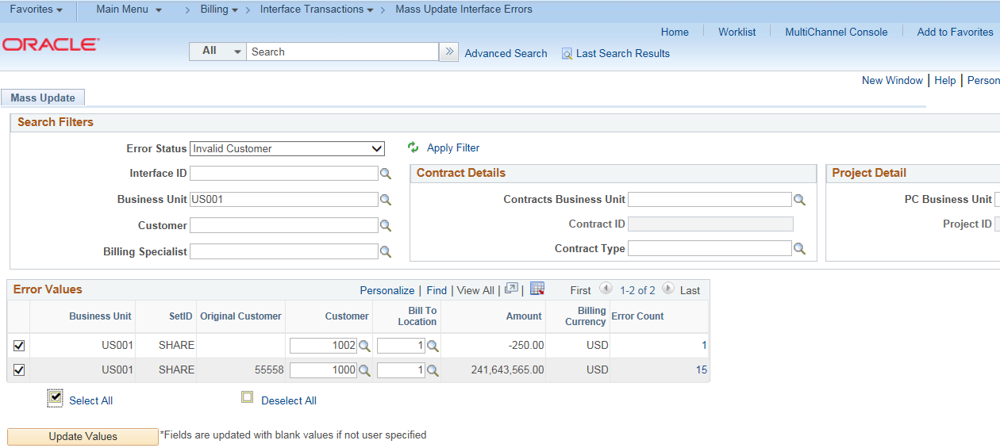 Favorites Main Menu > Billing > Interface Transactions > Mass Update Interface Errors
Home Worklist MultiChannel Console Add to Favorites
ORACLE
All Search » Advanced Search Last Search Results
New Window | Help | Person
Mass Update
Search Filters
Error Status Invalid Customer Apply Filter
Interface ID
Contract Details Project Detail
Business Unit US001 Contracts Business Unit PC Business Unit
Customer Contract ID Project ID
Billing Specialist Contract Type
Error Values Personalize | Find | View All | | First 1-2 of 2 Last
Business Unit SetID Original Customer Customer Bill To Location Amount Billing Currency Error Count
US001 SHARE 1002 1 -250.00 USD 1
US001 SHARE 55558 1000 1 241,643,565.00 USD 15
Select All Deselect All
Update Values *Fields are updated with blank values if not user specified